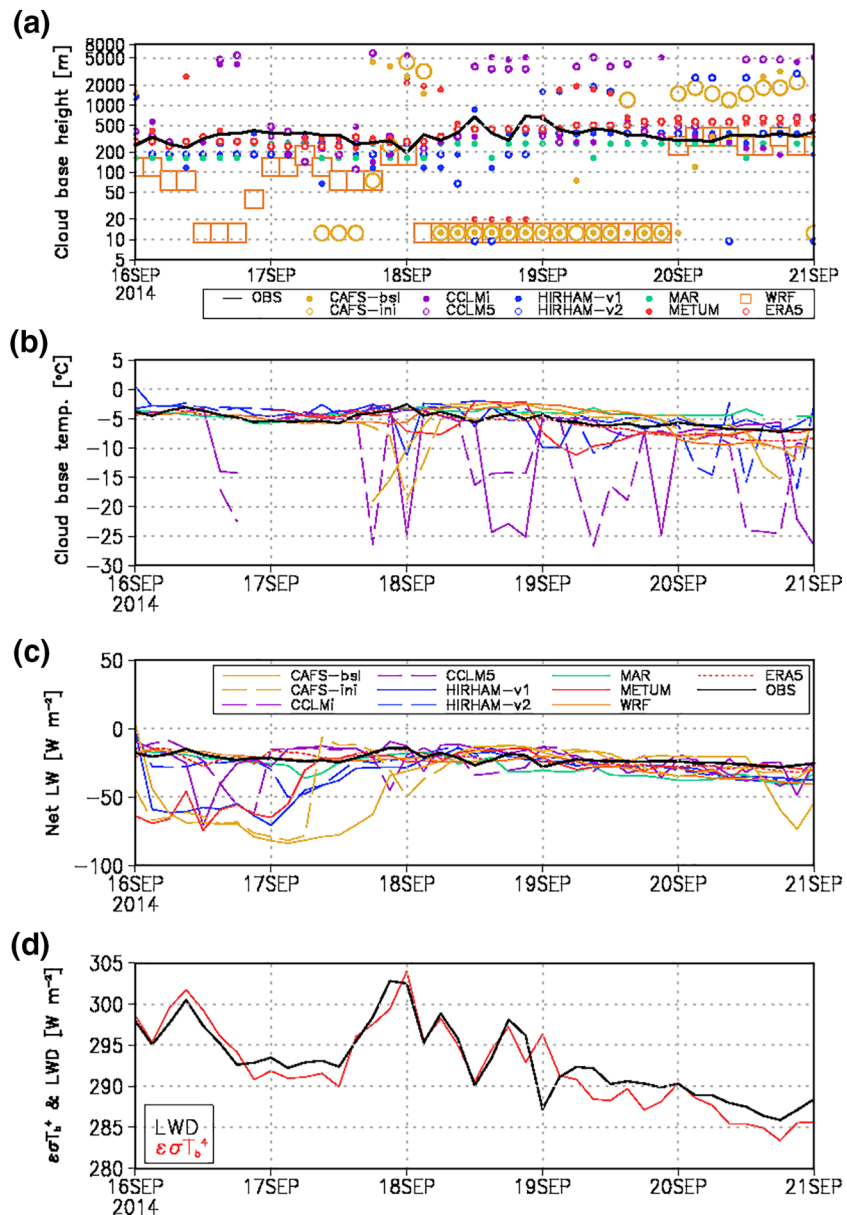 (a)
Cloud base height [m]
8000
5000
2000
1000
500
200
100
50
20
10
5
16SEP 17SEP 18SEP 19SEP 20SEP 21SEP
2014
OBS CAFS-bsl CCLMi HIRHAM-v1 MAR WRF
CAFS-ini CCLM5 HIRHAM-v2 METUM ERA5
(b)
Cloud base temp. [°C]
5
0
-5
-10
-15
-20
-25
-30
16SEP 17SEP 18SEP 19SEP 20SEP 21SEP
2014
(c)
Net LW [W m⁻²]
50
CAFS-bsl CCLM5 MAR ERA5
CAFS-ini HIRHAM-v1 METUM OBS
CCLMi HIRHAM-v2 WRF
0
-50
-100
16SEP 17SEP 18SEP 19SEP 20SEP 21SEP
2014
(d)
εσT_b⁴ & LWD [W m⁻²]
305
300
295
290
285
LWD
εσT_b⁴
280
16SEP 17SEP 18SEP 19SEP 20SEP 21SEP
2014